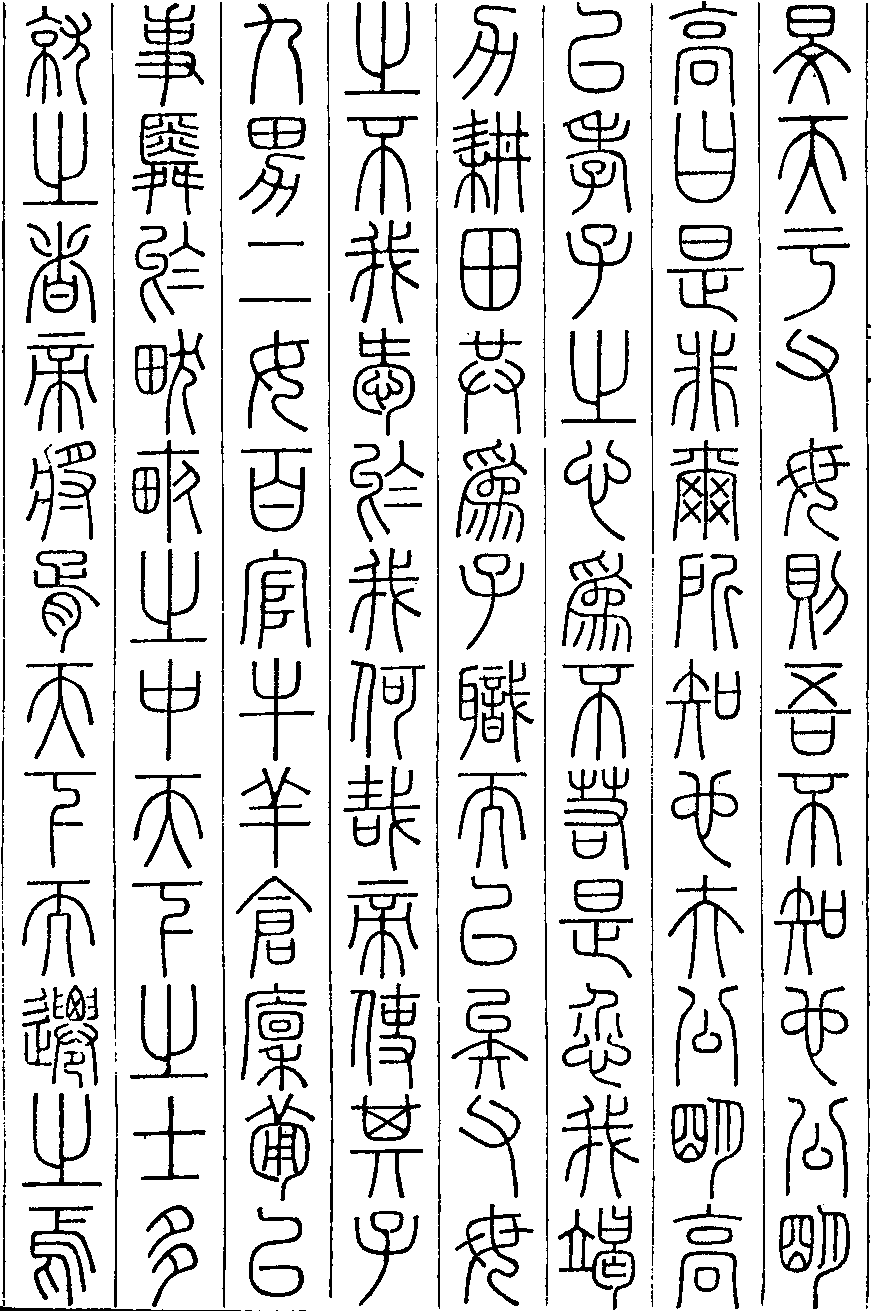 旻天于父母則吾不知也公明
高曰是非爾所知也夫公明高
以孝子之心為不若是恝我竭
力耕田共為子職而已矣父母
之不我愛於我何哉帝使其子
九男二女百官牛羊倉廩備以
事舜於畎畝之中天下之士多
就之者帝將胥天下而遷之焉